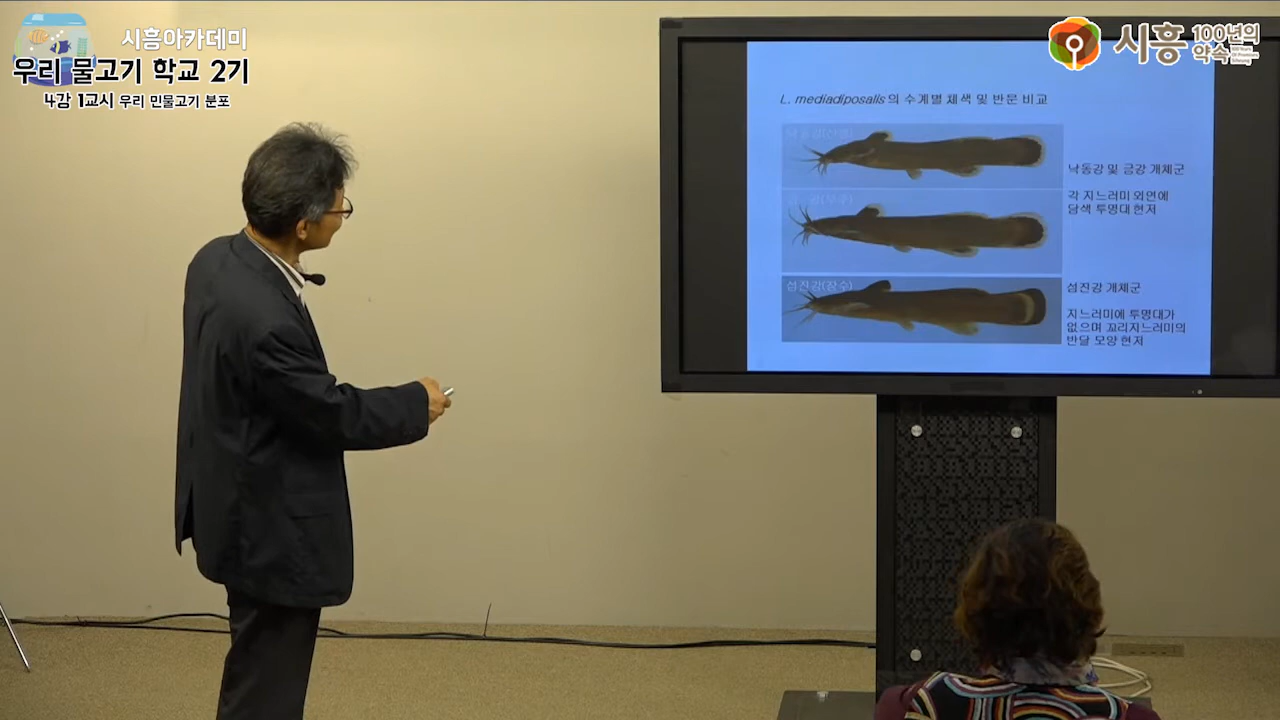 시흥아카데미
우리 물고기 학교 2기
4강 1교시 우리 민물고기 분포
시흥 100년의 약속
L. mediadiposalis의 수계별 체색 및 반문 비교
낙동강 및 금강 개체군
각 지느러미 외연에
담색 투명대 현저
섬진강(장수)
섬진강 개체군
지느러미에 투명대가
없으며 꼬리지느러미의
반달 모양 현저